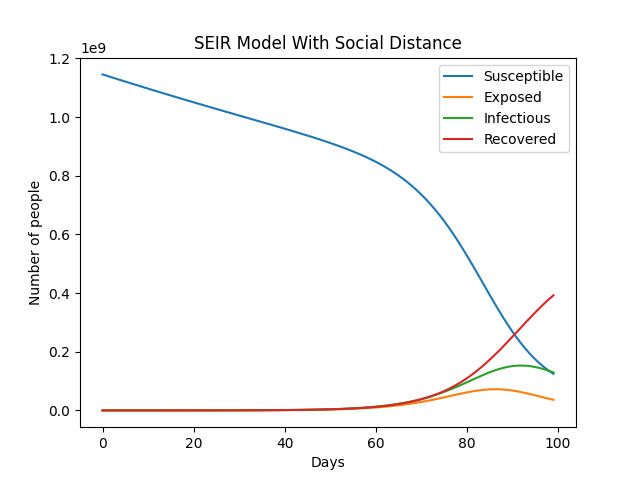 SEIR Model With Social Distance
1e9
1.2
1.0
0.8
0.6
0.4
0.2
0.0
Number of people
Susceptible
Exposed
Infectious
Recovered
0 20 40 60 80 100
Days